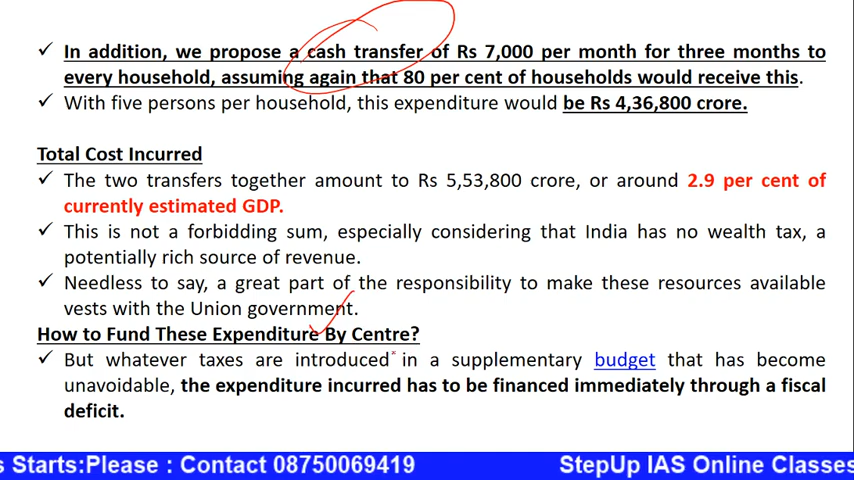 ✓ In addition, we propose a cash transfer of Rs 7,000 per month for three months to
every household, assuming again that 80 per cent of households would receive this.
✓ With five persons per household, this expenditure would be Rs 4,36,800 crore.
Total Cost Incurred
✓ The two transfers together amount to Rs 5,53,800 crore, or around 2.9 per cent of
currently estimated GDP.
✓ This is not a forbidding sum, especially considering that India has no wealth tax, a
potentially rich source of revenue.
✓ Needless to say, a great part of the responsibility to make these resources available
vests with the Union government.
How to Fund These Expenditure By Centre?
✓ But whatever taxes are introduced in a supplementary budget that has become
unavoidable, the expenditure incurred has to be financed immediately through a fiscal
deficit.
s Starts:Please : Contact 08750069419 StepUp IAS Online Classes